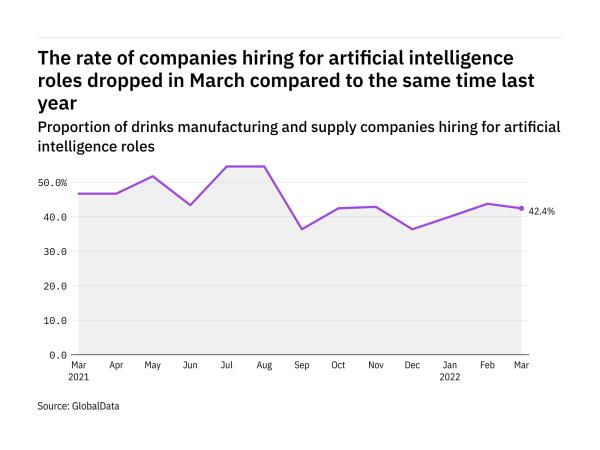 The rate of companies hiring for artificial intelligence
roles dropped in March compared to the same time last
year
Proportion of drinks manufacturing and supply companies hiring for artificial
intelligence roles
50.0%
40.0
42.4%
30.0
20.0
10.0
0.0
Mar Apr May Jun Jul Aug Sep Oct Nov Dec Jan Feb Mar
2021 2022
Source: GlobalData